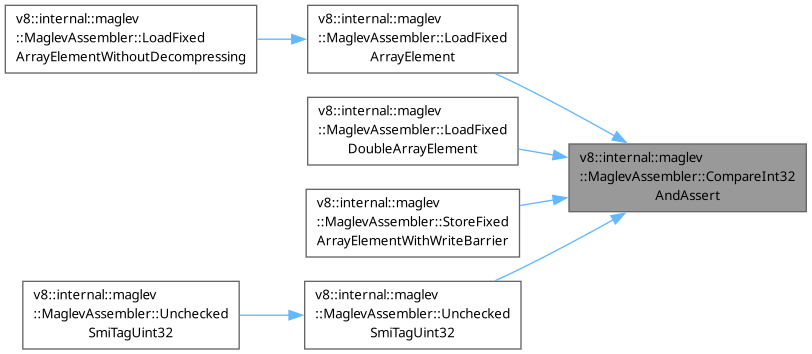 v8::internal::maglev
::MaglevAssembler::LoadFixed
ArrayElementWithoutDecompressing
v8::internal::maglev
::MaglevAssembler::LoadFixed
ArrayElement
v8::internal::maglev
::MaglevAssembler::LoadFixed
DoubleArrayElement
v8::internal::maglev
::MaglevAssembler::CompareInt32
AndAssert
v8::internal::maglev
::MaglevAssembler::StoreFixed
ArrayElementWithWriteBarrier
v8::internal::maglev
::MaglevAssembler::Unchecked
SmiTagUint32
v8::internal::maglev
::MaglevAssembler::Unchecked
SmiTagUint32